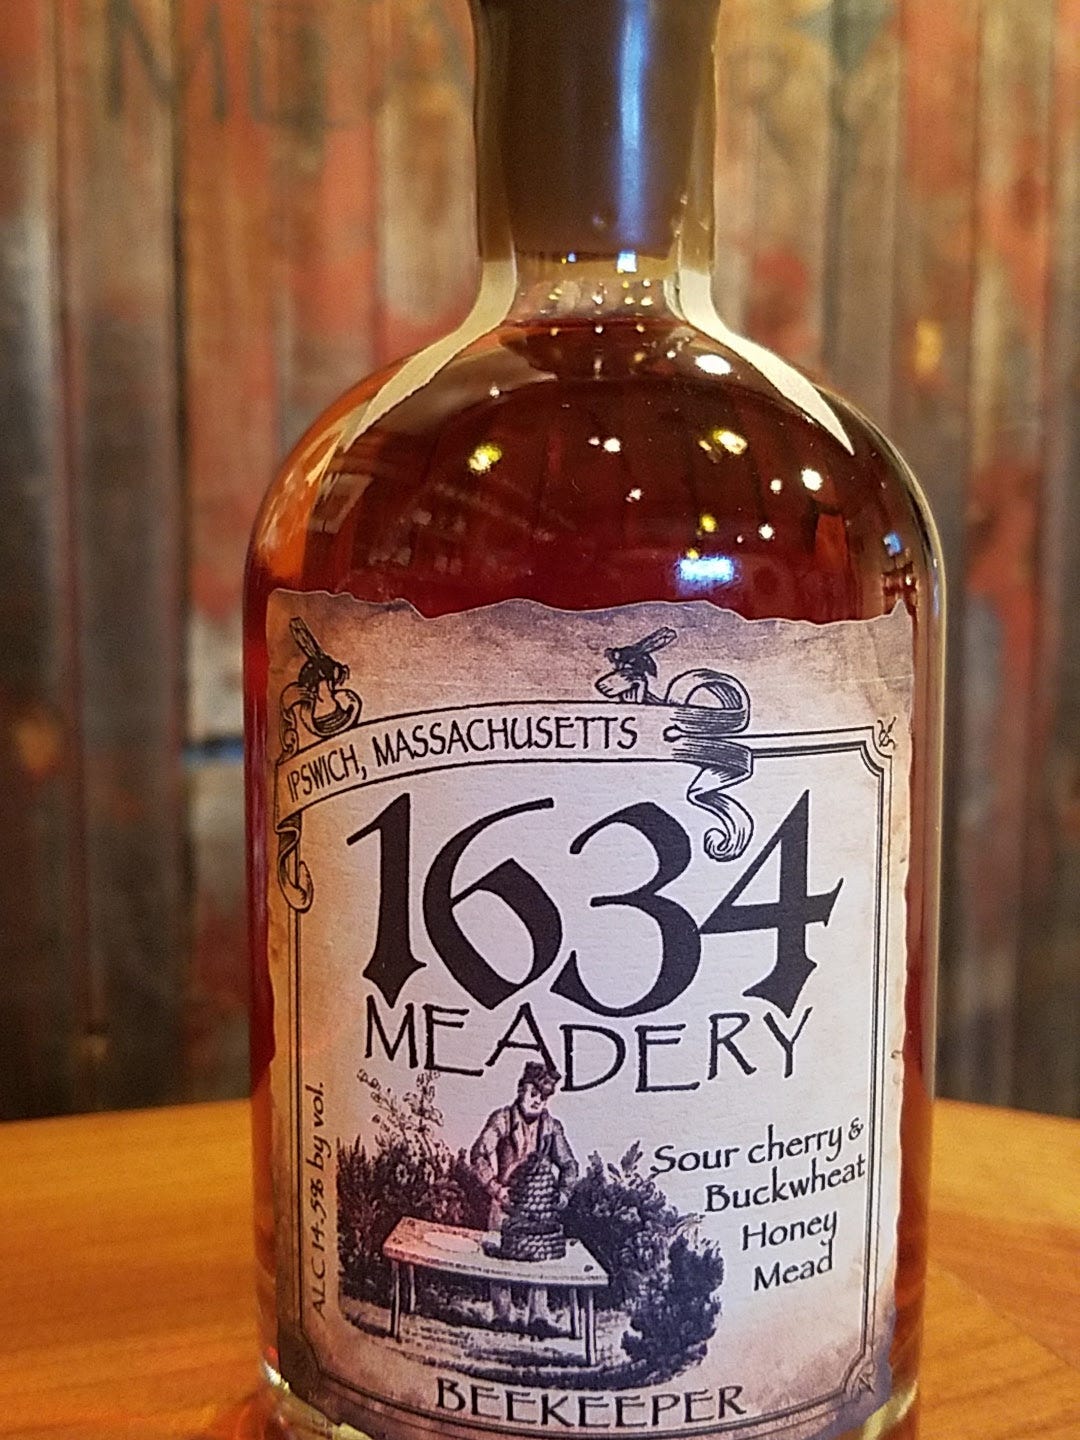 IPSWICH, MASSACHUSETTS
1634
MEADERY
Sour cherry &
Buckwheat
Honey
Mead
ALC 14.5% by vol.
BEEKEEPER